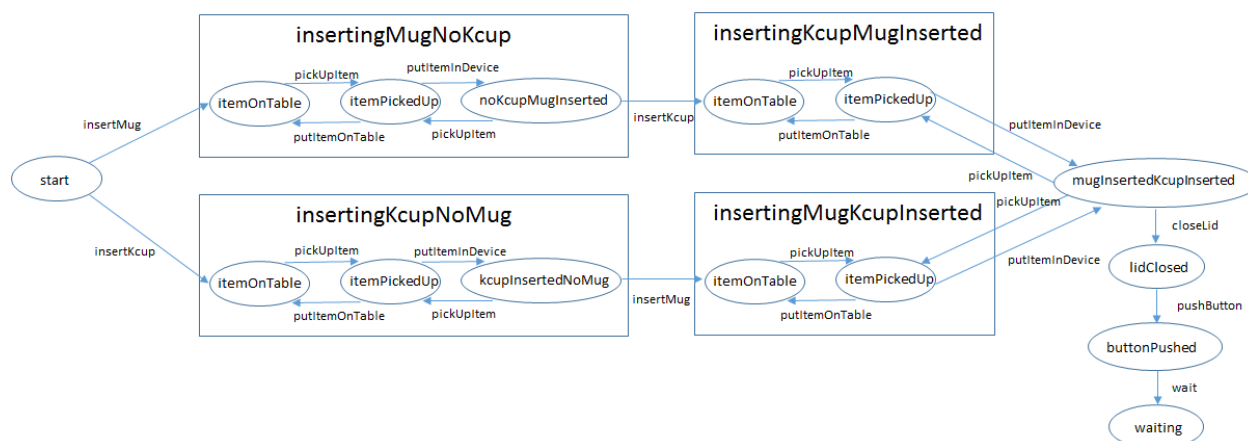 insertingMugNoKcup
insertingKcupMugInserted
pickUpItem
putItemInDevice
pickUpItem
itemOnTable
itemPickedUp
noKcupMugInserted
itemOnTable
itemPickedUp
insertMug
putItemOnTable
pickUpItem
insertKcup
putItemOnTable
putItemInDevice
start
pickUpItem
mugInsertedKcupInserted
insertingKcupNoMug
insertingMugKcupInserted
pickUpItem
closeLid
insertKcup
pickUpItem
putItemInDevice
pickUpItem
putItemInDevice
itemOnTable
itemPickedUp
kcupInsertedNoMug
itemOnTable
itemPickedUp
lidClosed
putItemOnTable
pickUpItem
insertMug
putItemOnTable
pushButton
buttonPushed
wait
waiting